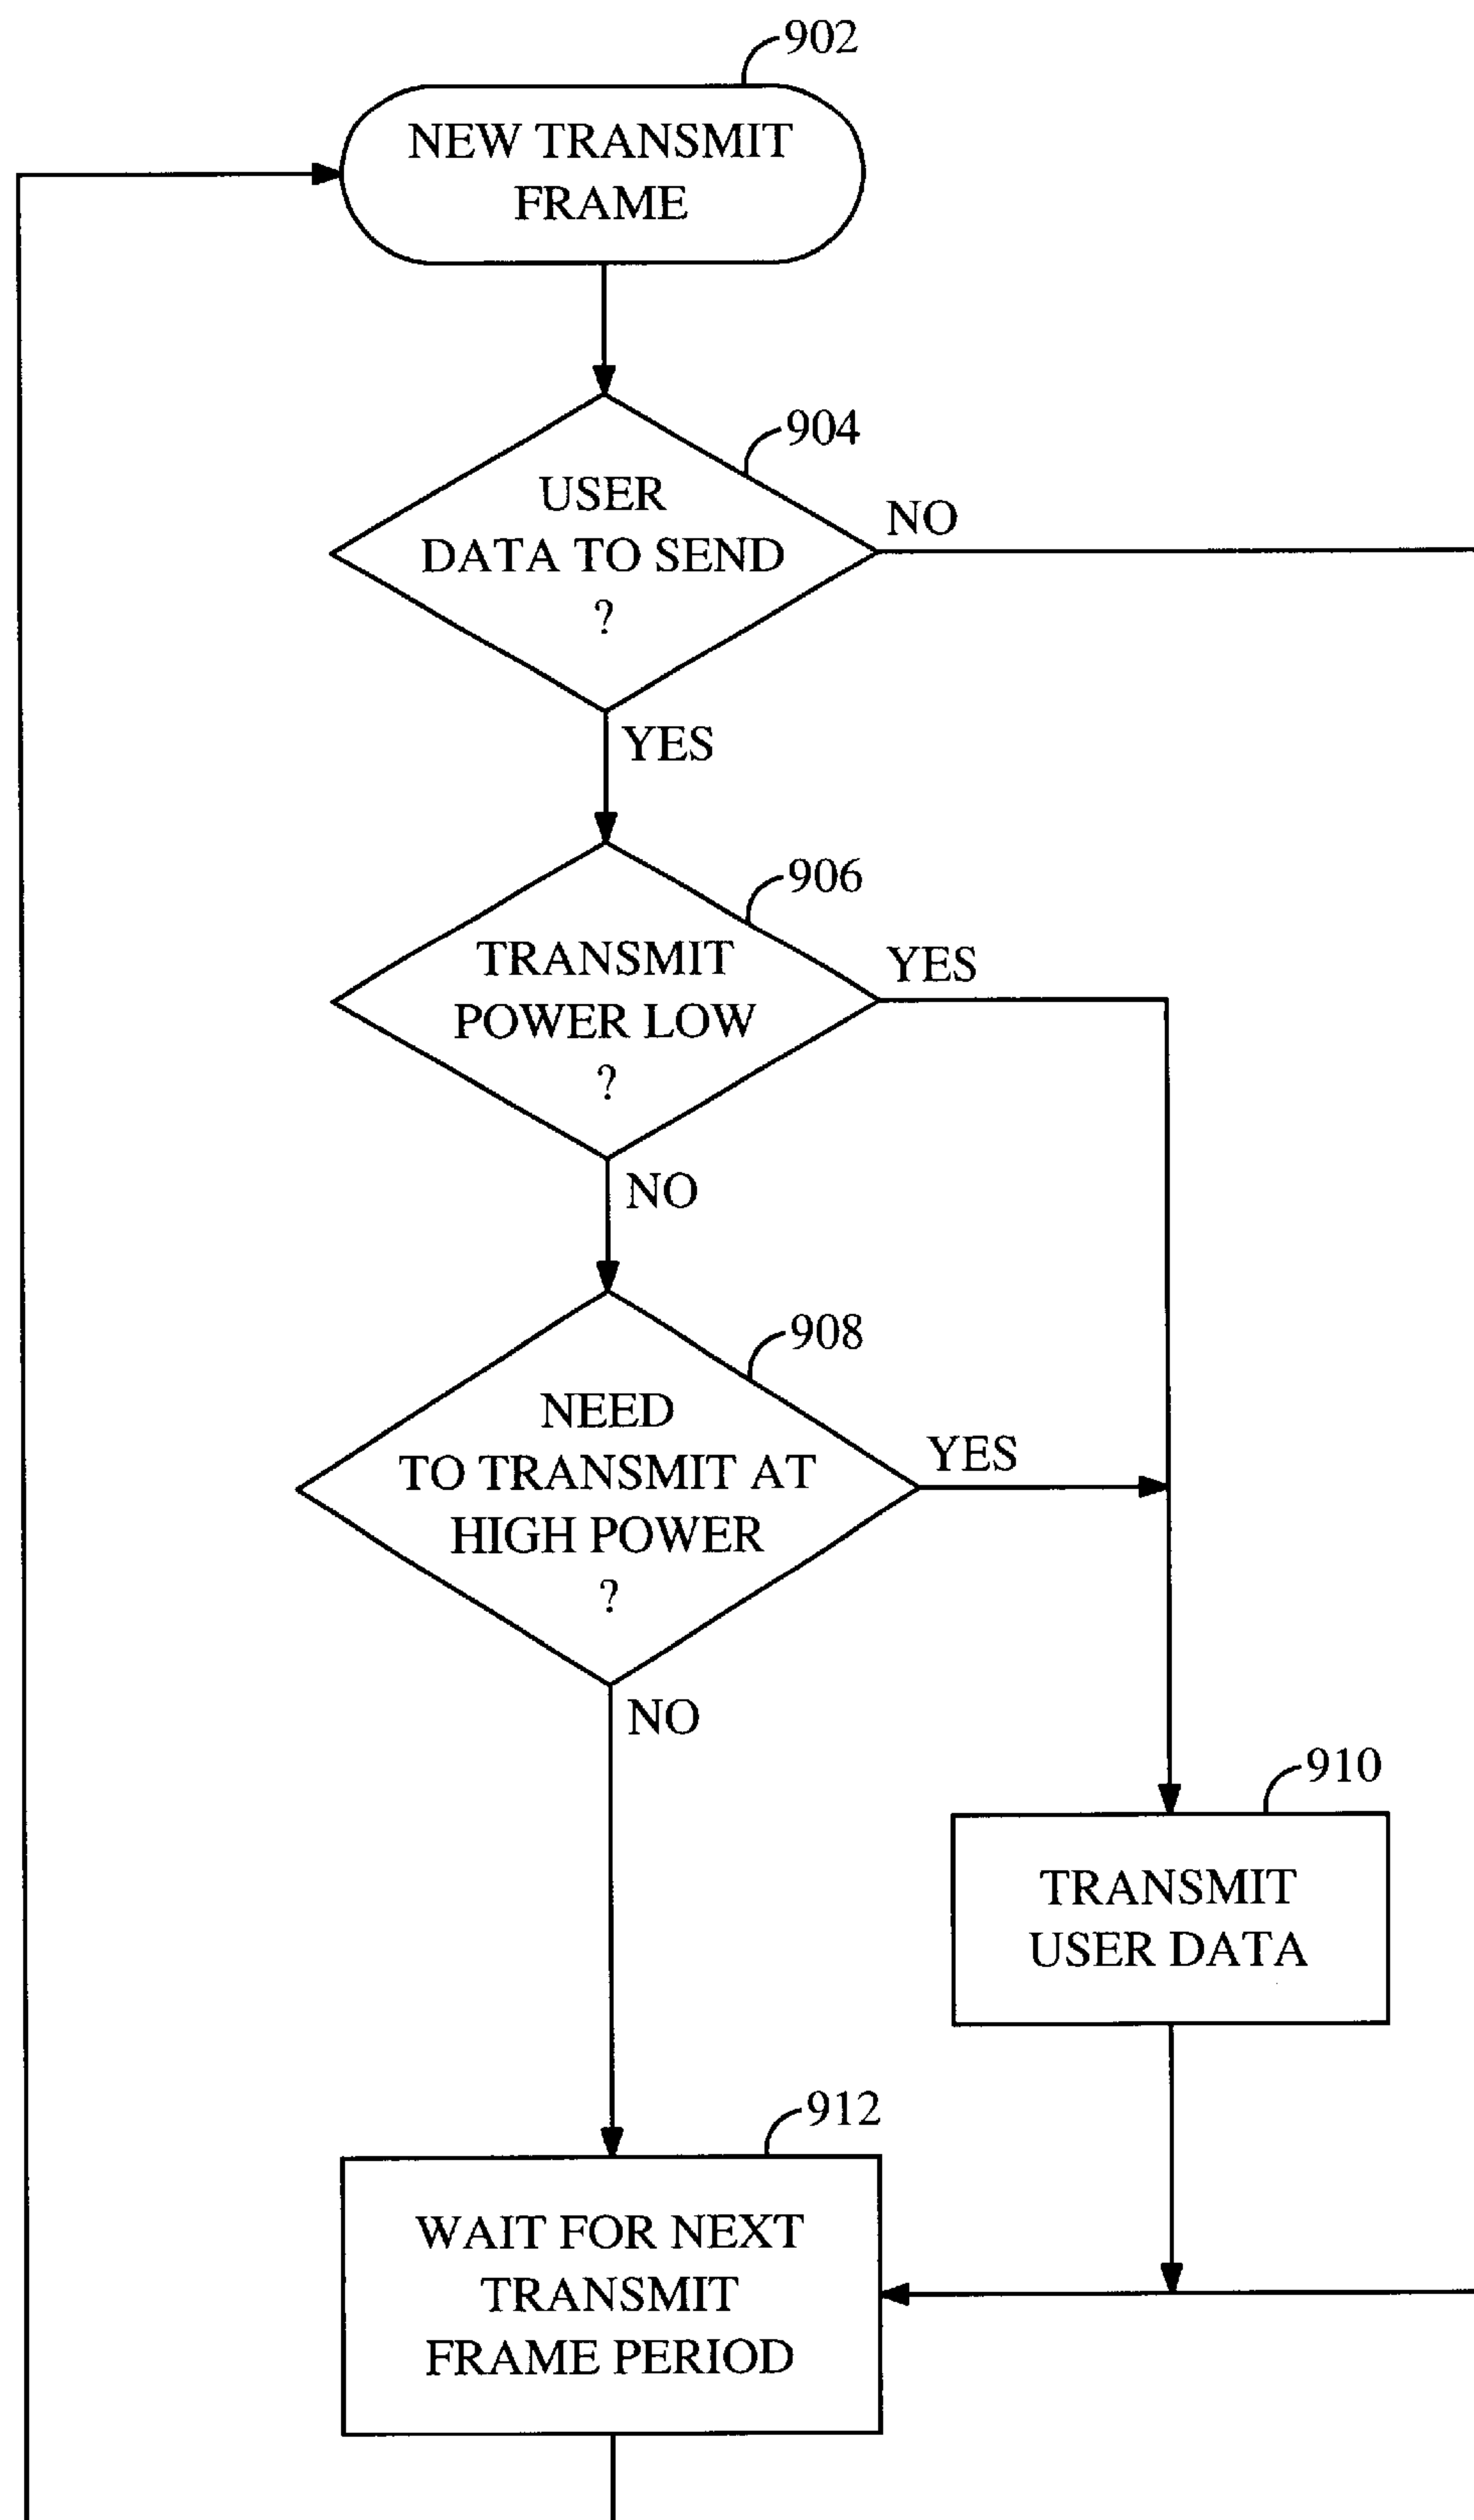 902
NEW TRANSMIT
FRAME
904
USER
DATA TO SEND
?
NO
YES
906
TRANSMIT
POWER LOW
?
YES
NO
908
NEED
TO TRANSMIT AT
HIGH POWER
?
YES
NO
910
TRANSMIT
USER DATA
912
WAIT FOR NEXT
TRANSMIT
FRAME PERIOD